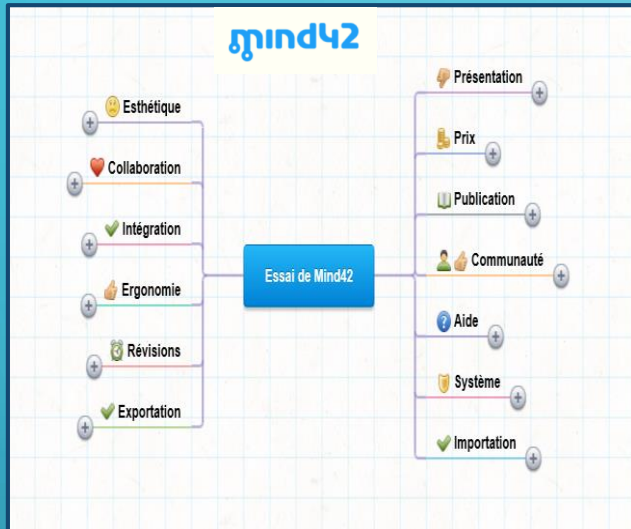 mind42
Esthétique
Collaboration
Intégration
Ergonomie
Révisions
Exportation
Essai de Mind42
Présentation
Prix
Publication
Communauté
Aide
Système
Importation